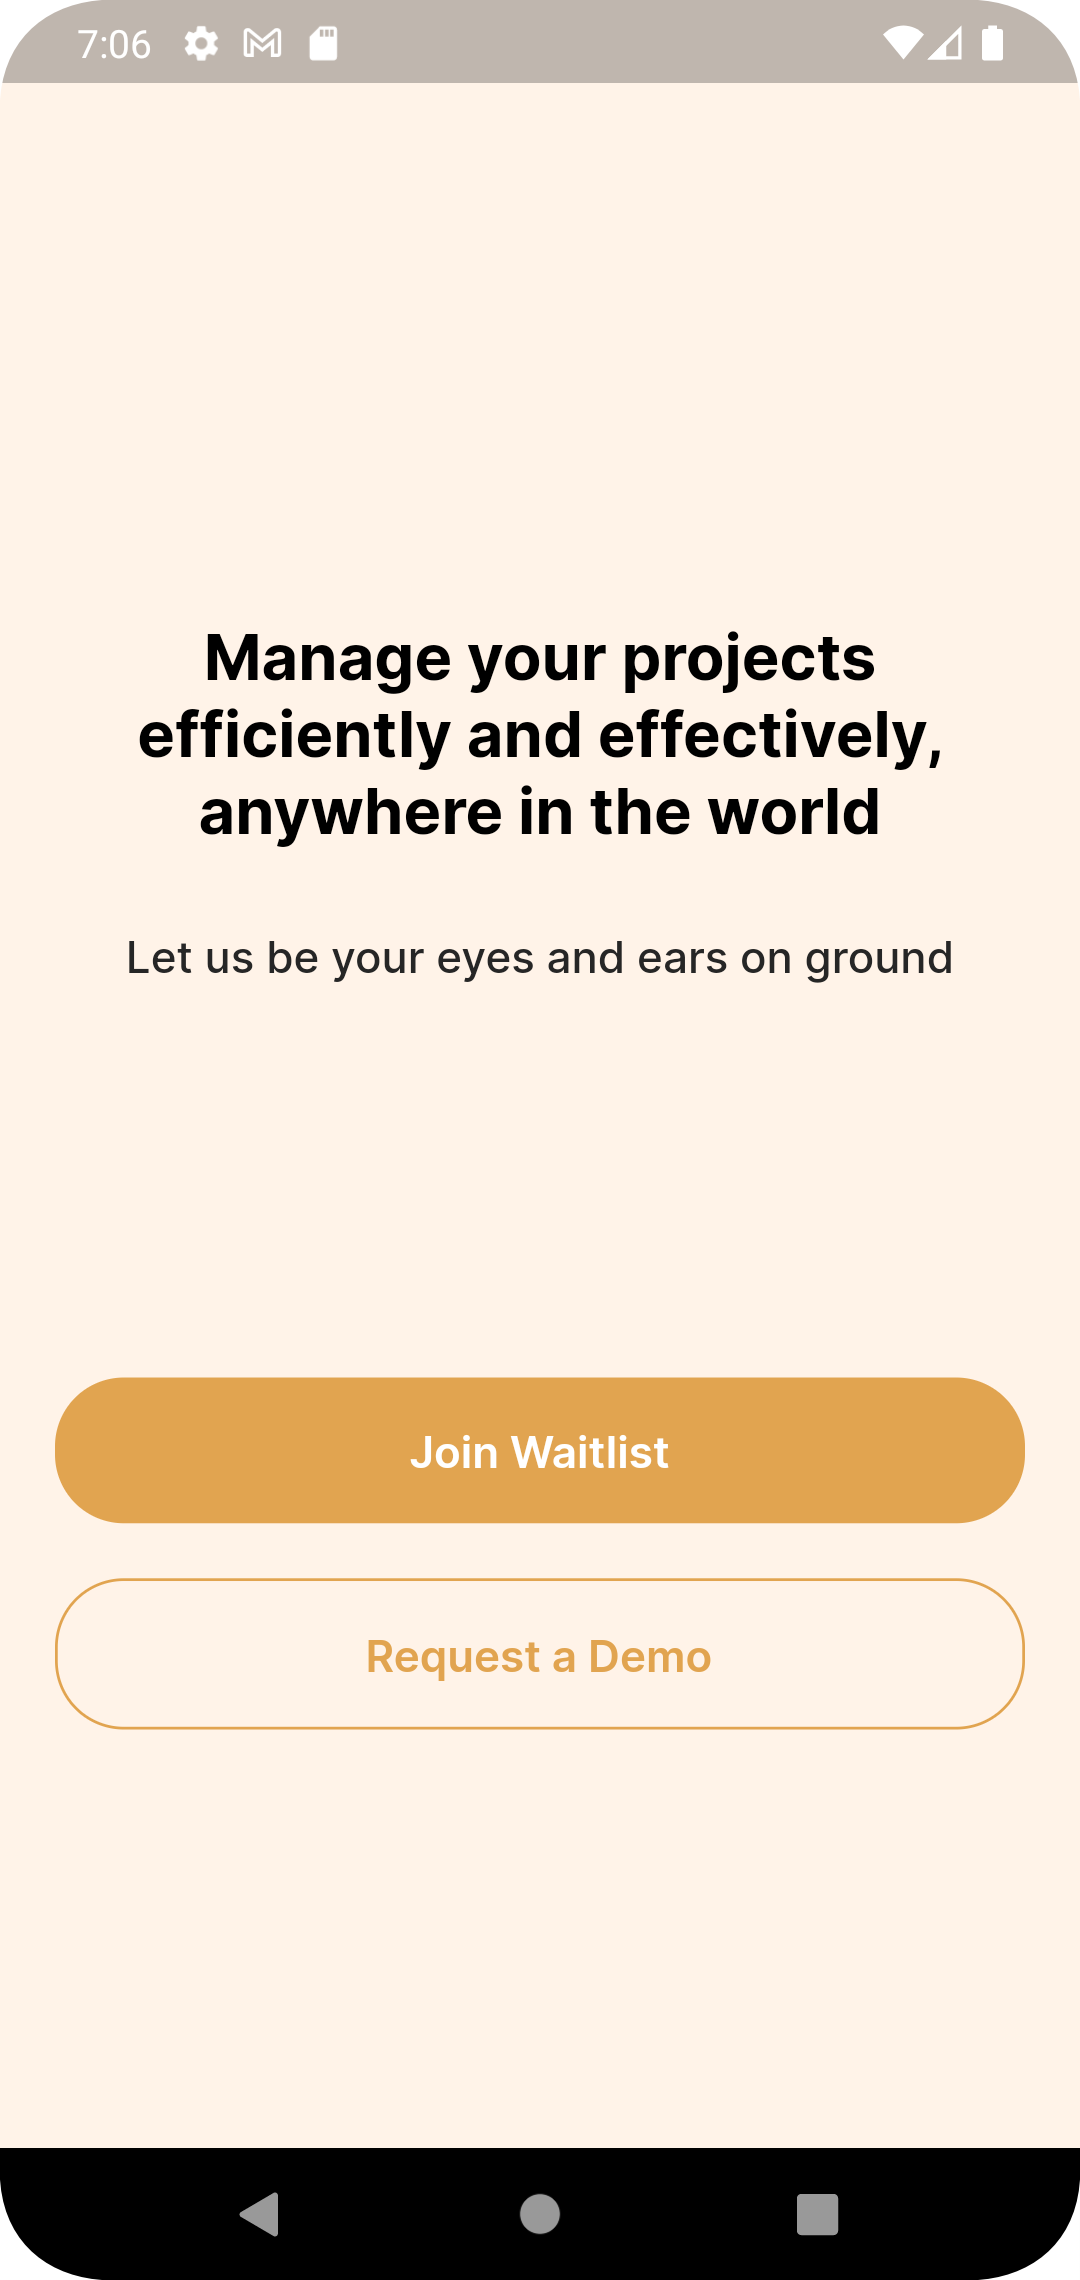 7:06
Manage your projects
efficiently and effectively,
anywhere in the world
Let us be your eyes and ears on ground
Join Waitlist
Request a Demo